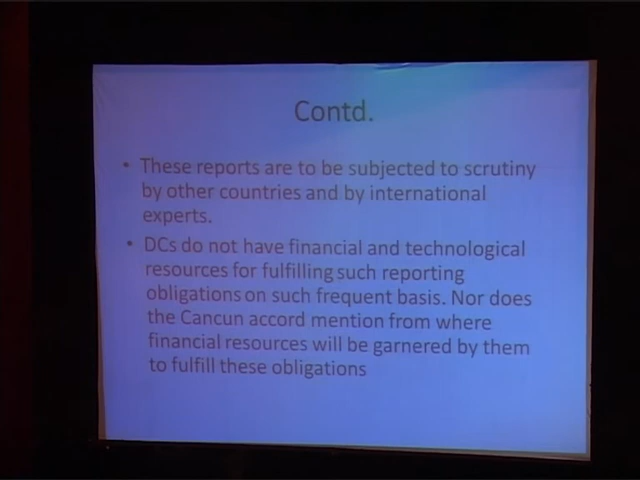 Contd.
• These reports are to be subjected to scrutiny
by other countries and by international
experts.
• DCs do not have financial and technological
resources for fulfilling such reporting
obligations on such frequent basis. Nor does
the Cancun accord mention from where
financial resources will be garnered by them
to fulfill these obligations